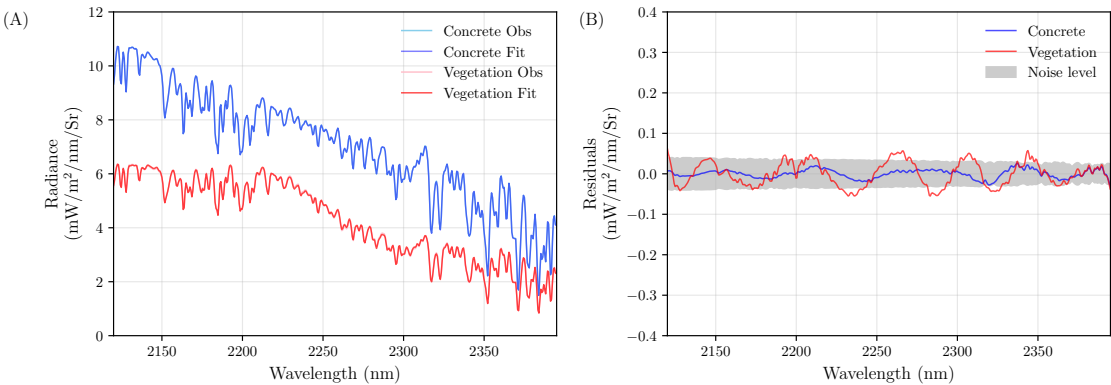 (A)
12
10
8
6
4
2
0
Radiance
(mW/m²/nm/Sr)
Concrete Obs
Concrete Fit
Vegetation Obs
Vegetation Fit
2150 2200 2250 2300 2350
Wavelength (nm)
(B)
0.4
0.3
0.2
0.1
0.0
−0.1
−0.2
−0.3
−0.4
Residuals
(mW/m²/nm/Sr)
Concrete
Vegetation
Noise level
2150 2200 2250 2300 2350
Wavelength (nm)